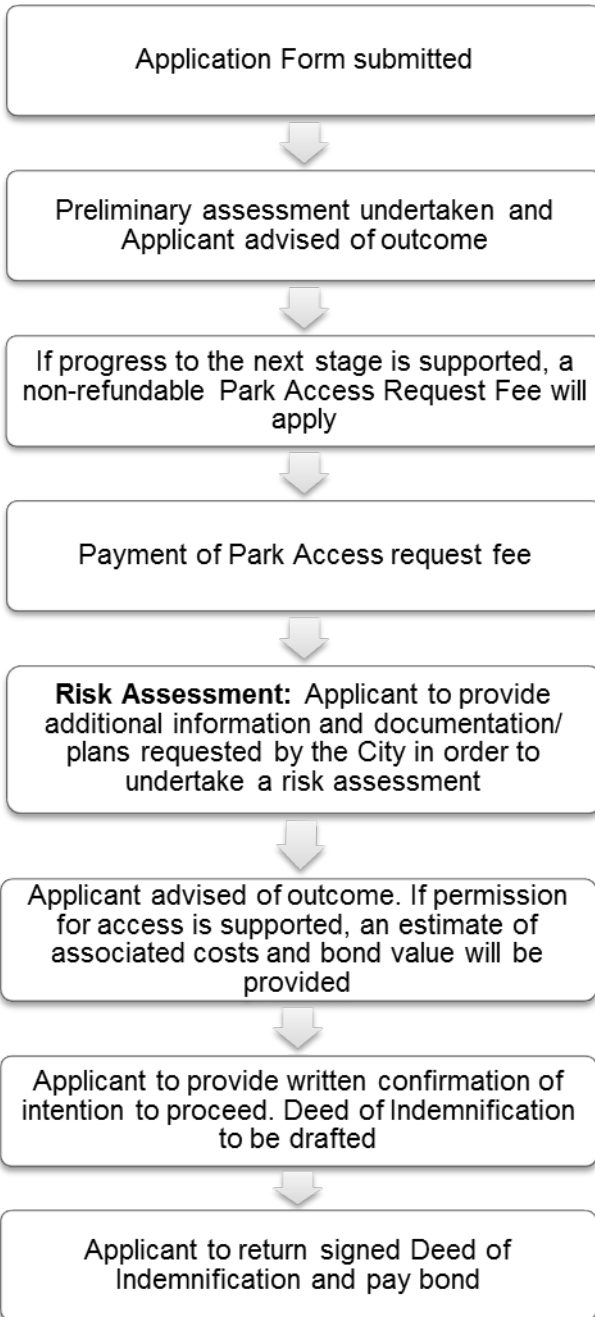 Application Form submitted
Preliminary assessment undertaken and
Applicant advised of outcome
If progress to the next stage is supported, a
non-refundable Park Access Request Fee will
apply
Payment of Park Access request fee
Risk Assessment: Applicant to provide
additional information and documentation/
plans requested by the City in order to
undertake a risk assessment
Applicant advised of outcome. If permission
for access is supported, an estimate of
associated costs and bond value will be
provided
Applicant to provide written confirmation of
intention to proceed. Deed of Indemnification
to be drafted
Applicant to return signed Deed of
Indemnification and pay bond